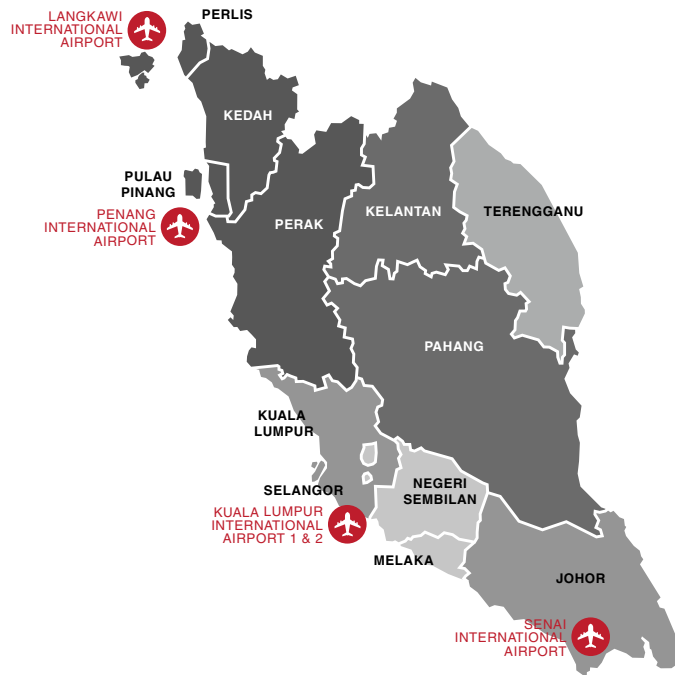 LANGKAWI
INTERNATIONAL
AIRPORT
PERLIS
KEDAH
PULAU
PINANG
PENANG
INTERNATIONAL
AIRPORT
PERAK
KELANTAN
TERENGGANU
PAHANG
KUALA
LUMPUR
SELANGOR
NEGERI
SEMBILAN
KUALA LUMPUR
INTERNATIONAL
AIRPORT 1 & 2
MELAKA
JOHOR
SENAI
INTERNATIONAL
AIRPORT